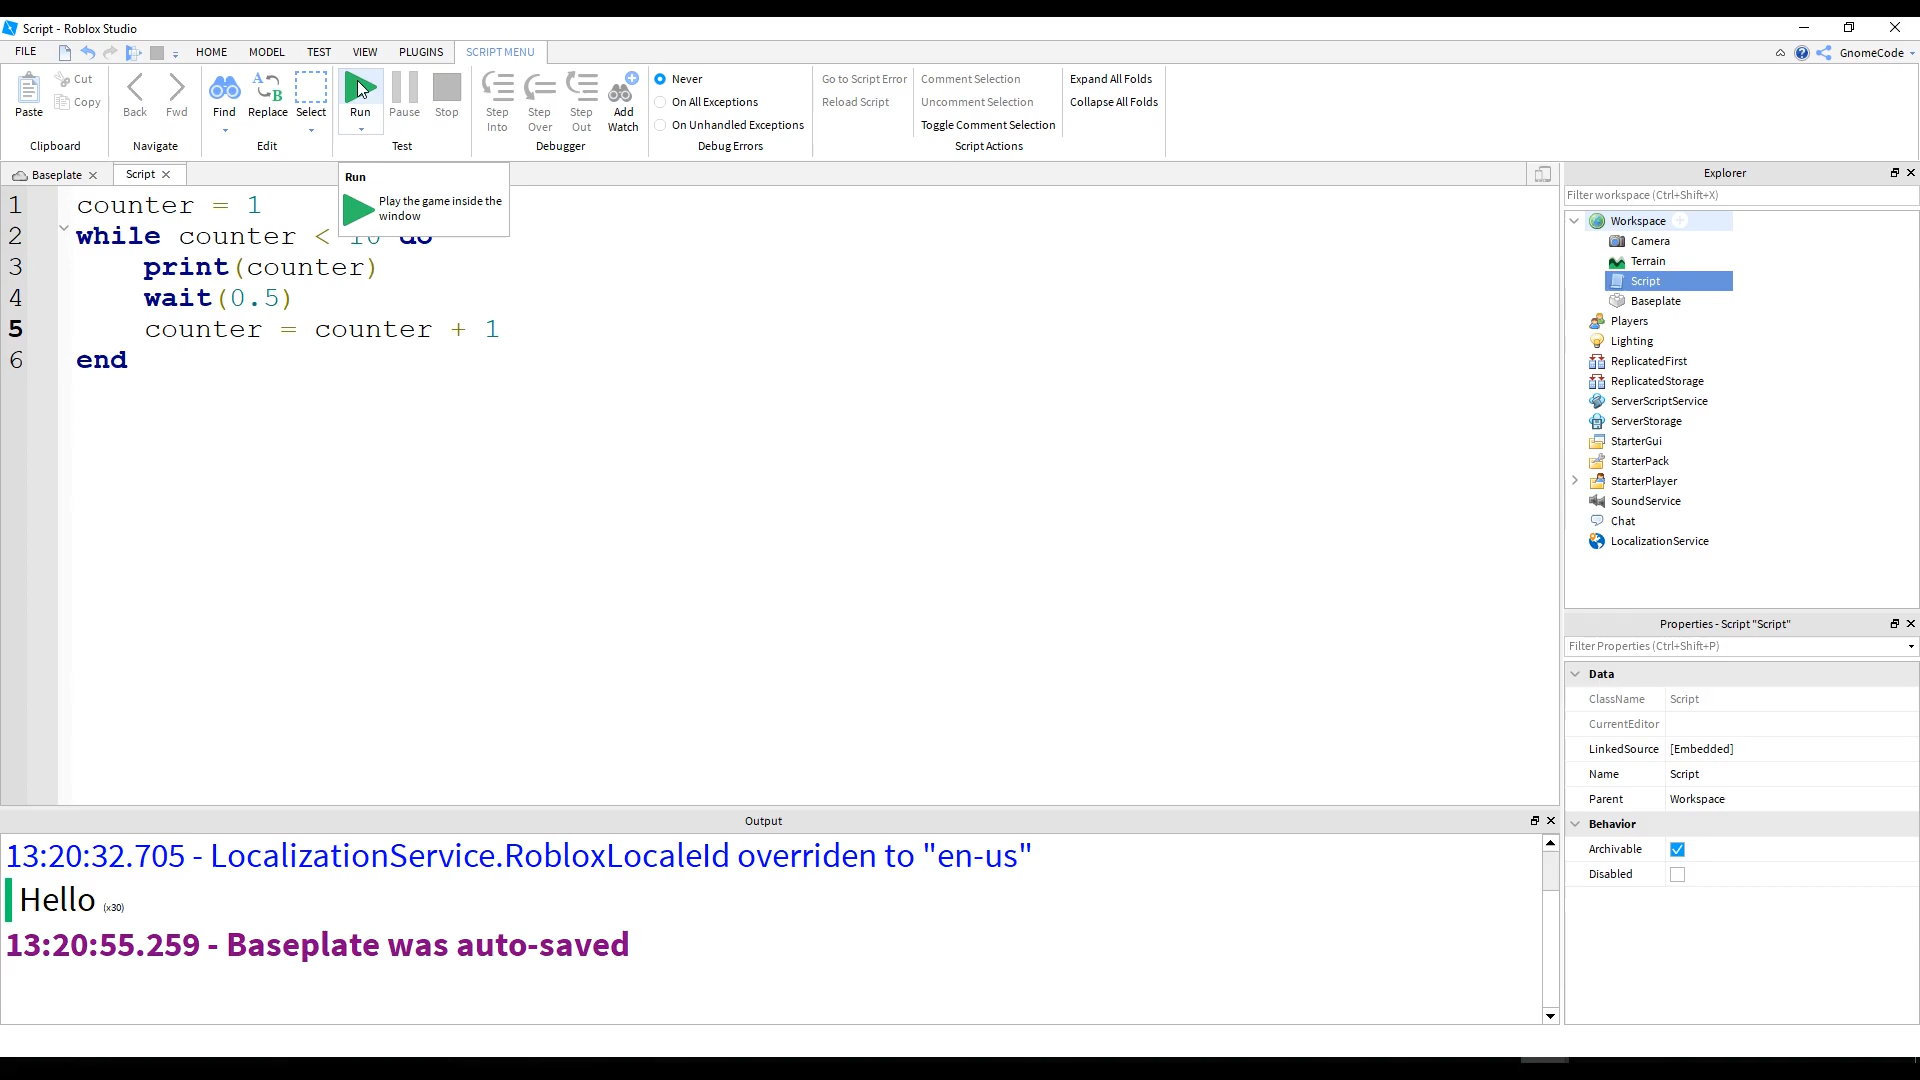 Script - Roblox Studio
FILE HOME MODEL TEST VIEW PLUGINS SCRIPT MENU GnomeCode
Paste Cut Copy Back Fwd Find Replace Select Run Pause Stop Step Into Step Over Step Out Add Watch
Never
On All Exceptions
On Unhandled Exceptions
Go to Script Error
Reload Script
Comment Selection
Uncomment Selection
Toggle Comment Selection
Expand All Folds
Collapse All Folds
Clipboard Navigate Edit Test Debugger Debug Errors Script Actions
Baseplate Script
Run
Play the game inside the
window
1 counter = 1
2 while counter < 10 do
3 print(counter)
4 wait(0.5)
5 counter = counter + 1
6 end
Output
13:20:32.705 - LocalizationService.RobloxLocaleId overriden to "en-us"
Hello (x30)
13:20:55.259 - Baseplate was auto-saved
Explorer
Filter workspace (Ctrl+Shift+X)
Workspace
Camera
Terrain
Script
Baseplate
Players
Lighting
ReplicatedFirst
ReplicatedStorage
ServerScriptService
ServerStorage
StarterGui
StarterPack
StarterPlayer
SoundService
Chat
LocalizationService
Properties - Script "Script"
Filter Properties (Ctrl+Shift+P)
Data
ClassName Script
CurrentEditor
LinkedSource [Embedded]
Name Script
Parent Workspace
Behavior
Archivable
Disabled